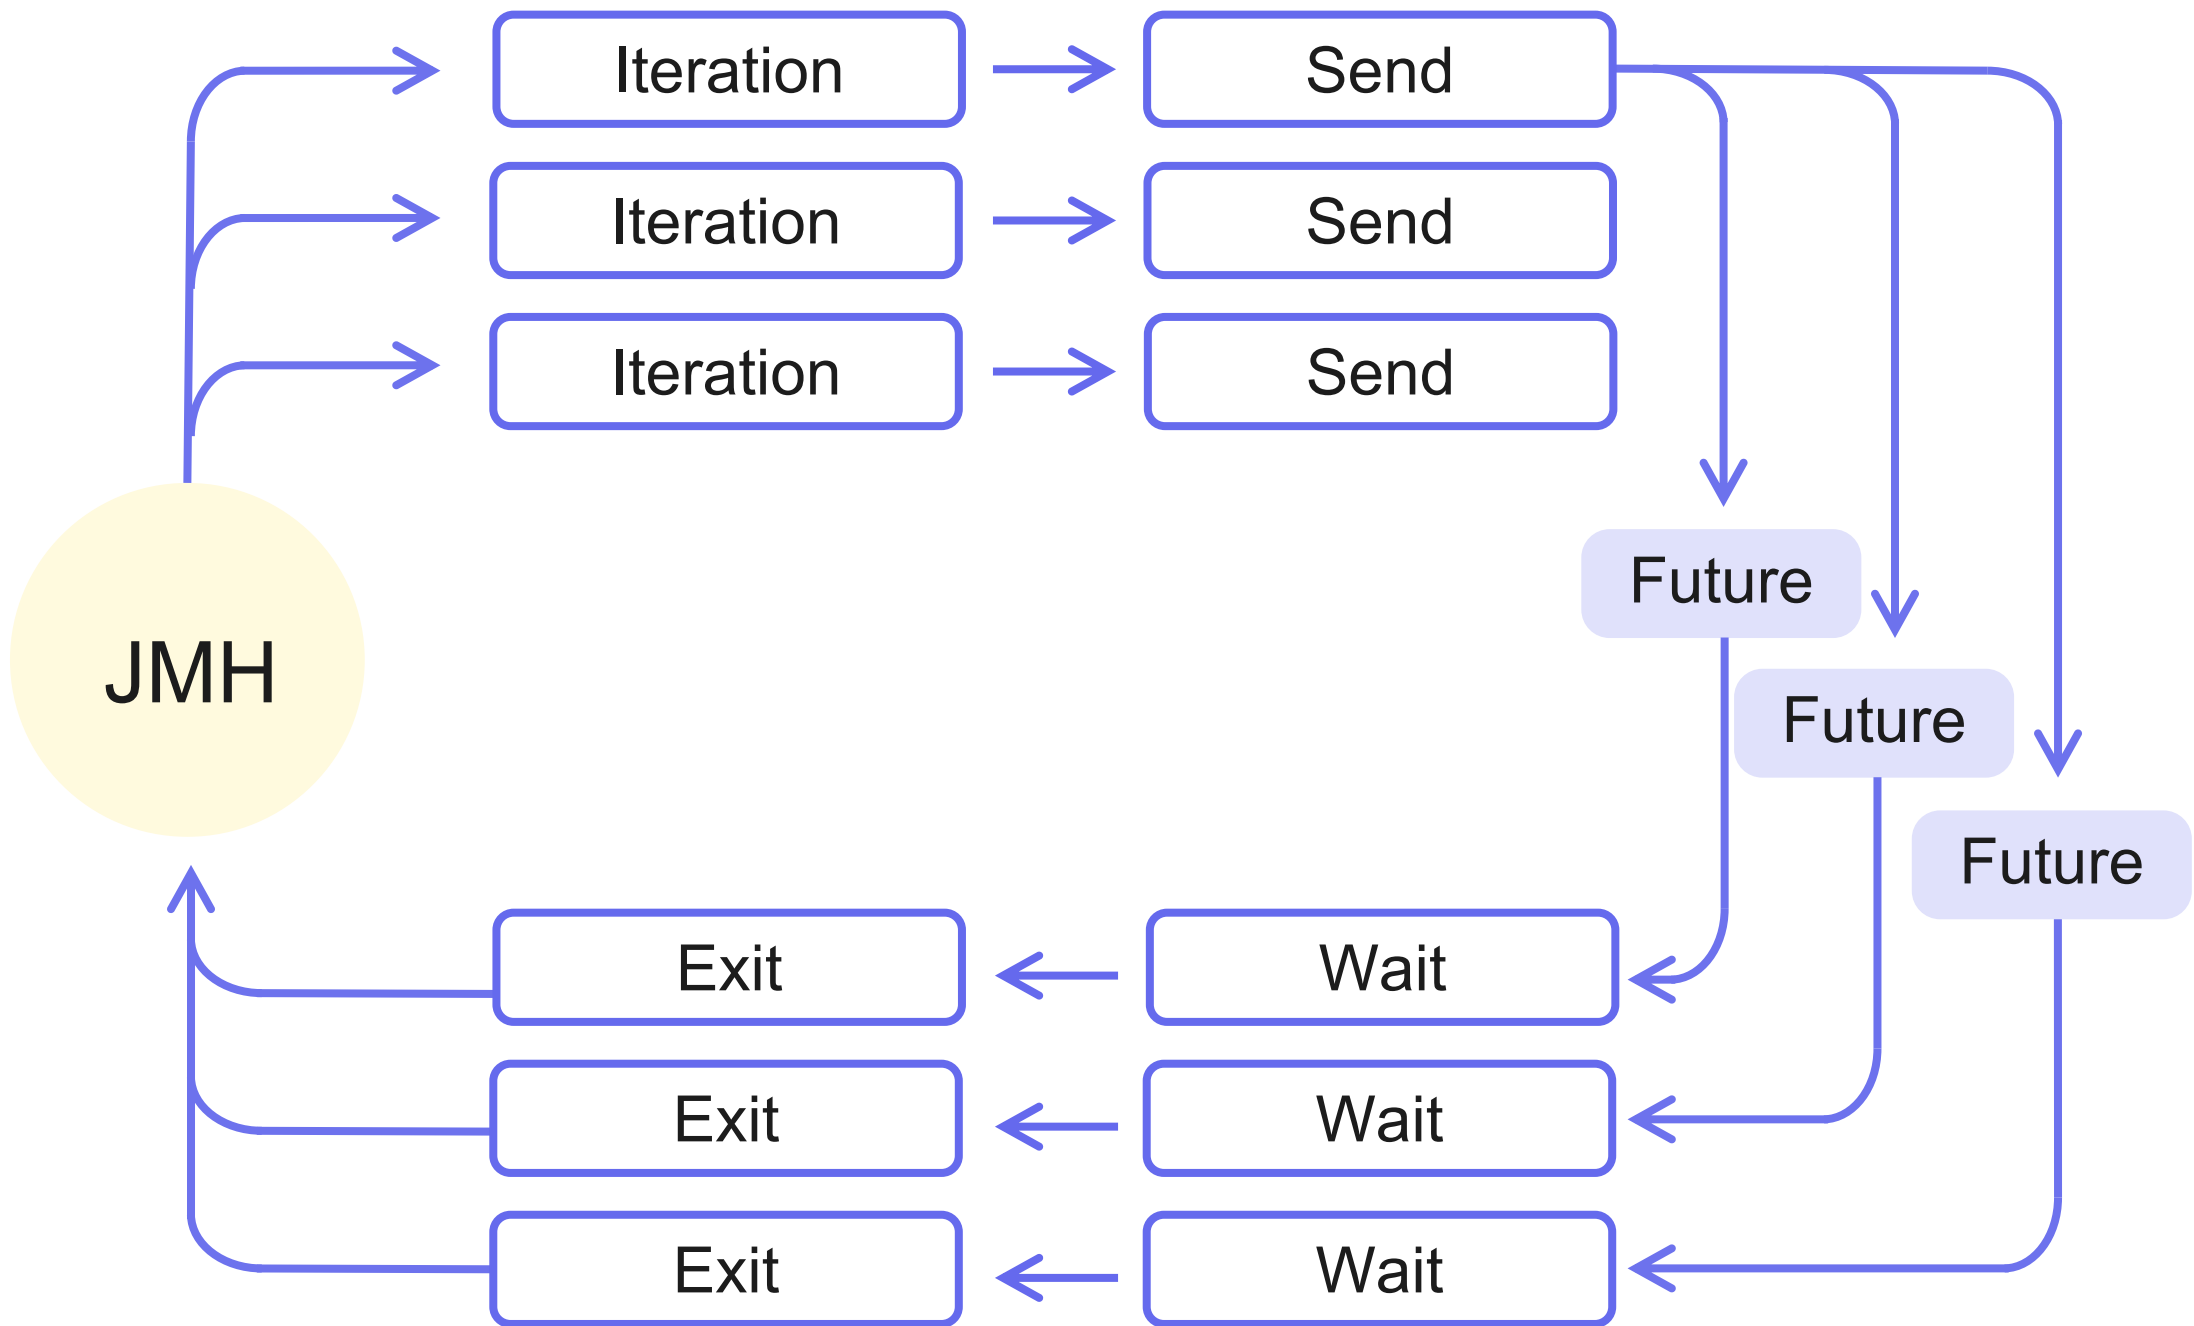 Iteration
Send
Iteration
Send
Iteration
Send
Future
JMH
Future
Future
Exit
Wait
Exit
Wait
Exit
Wait